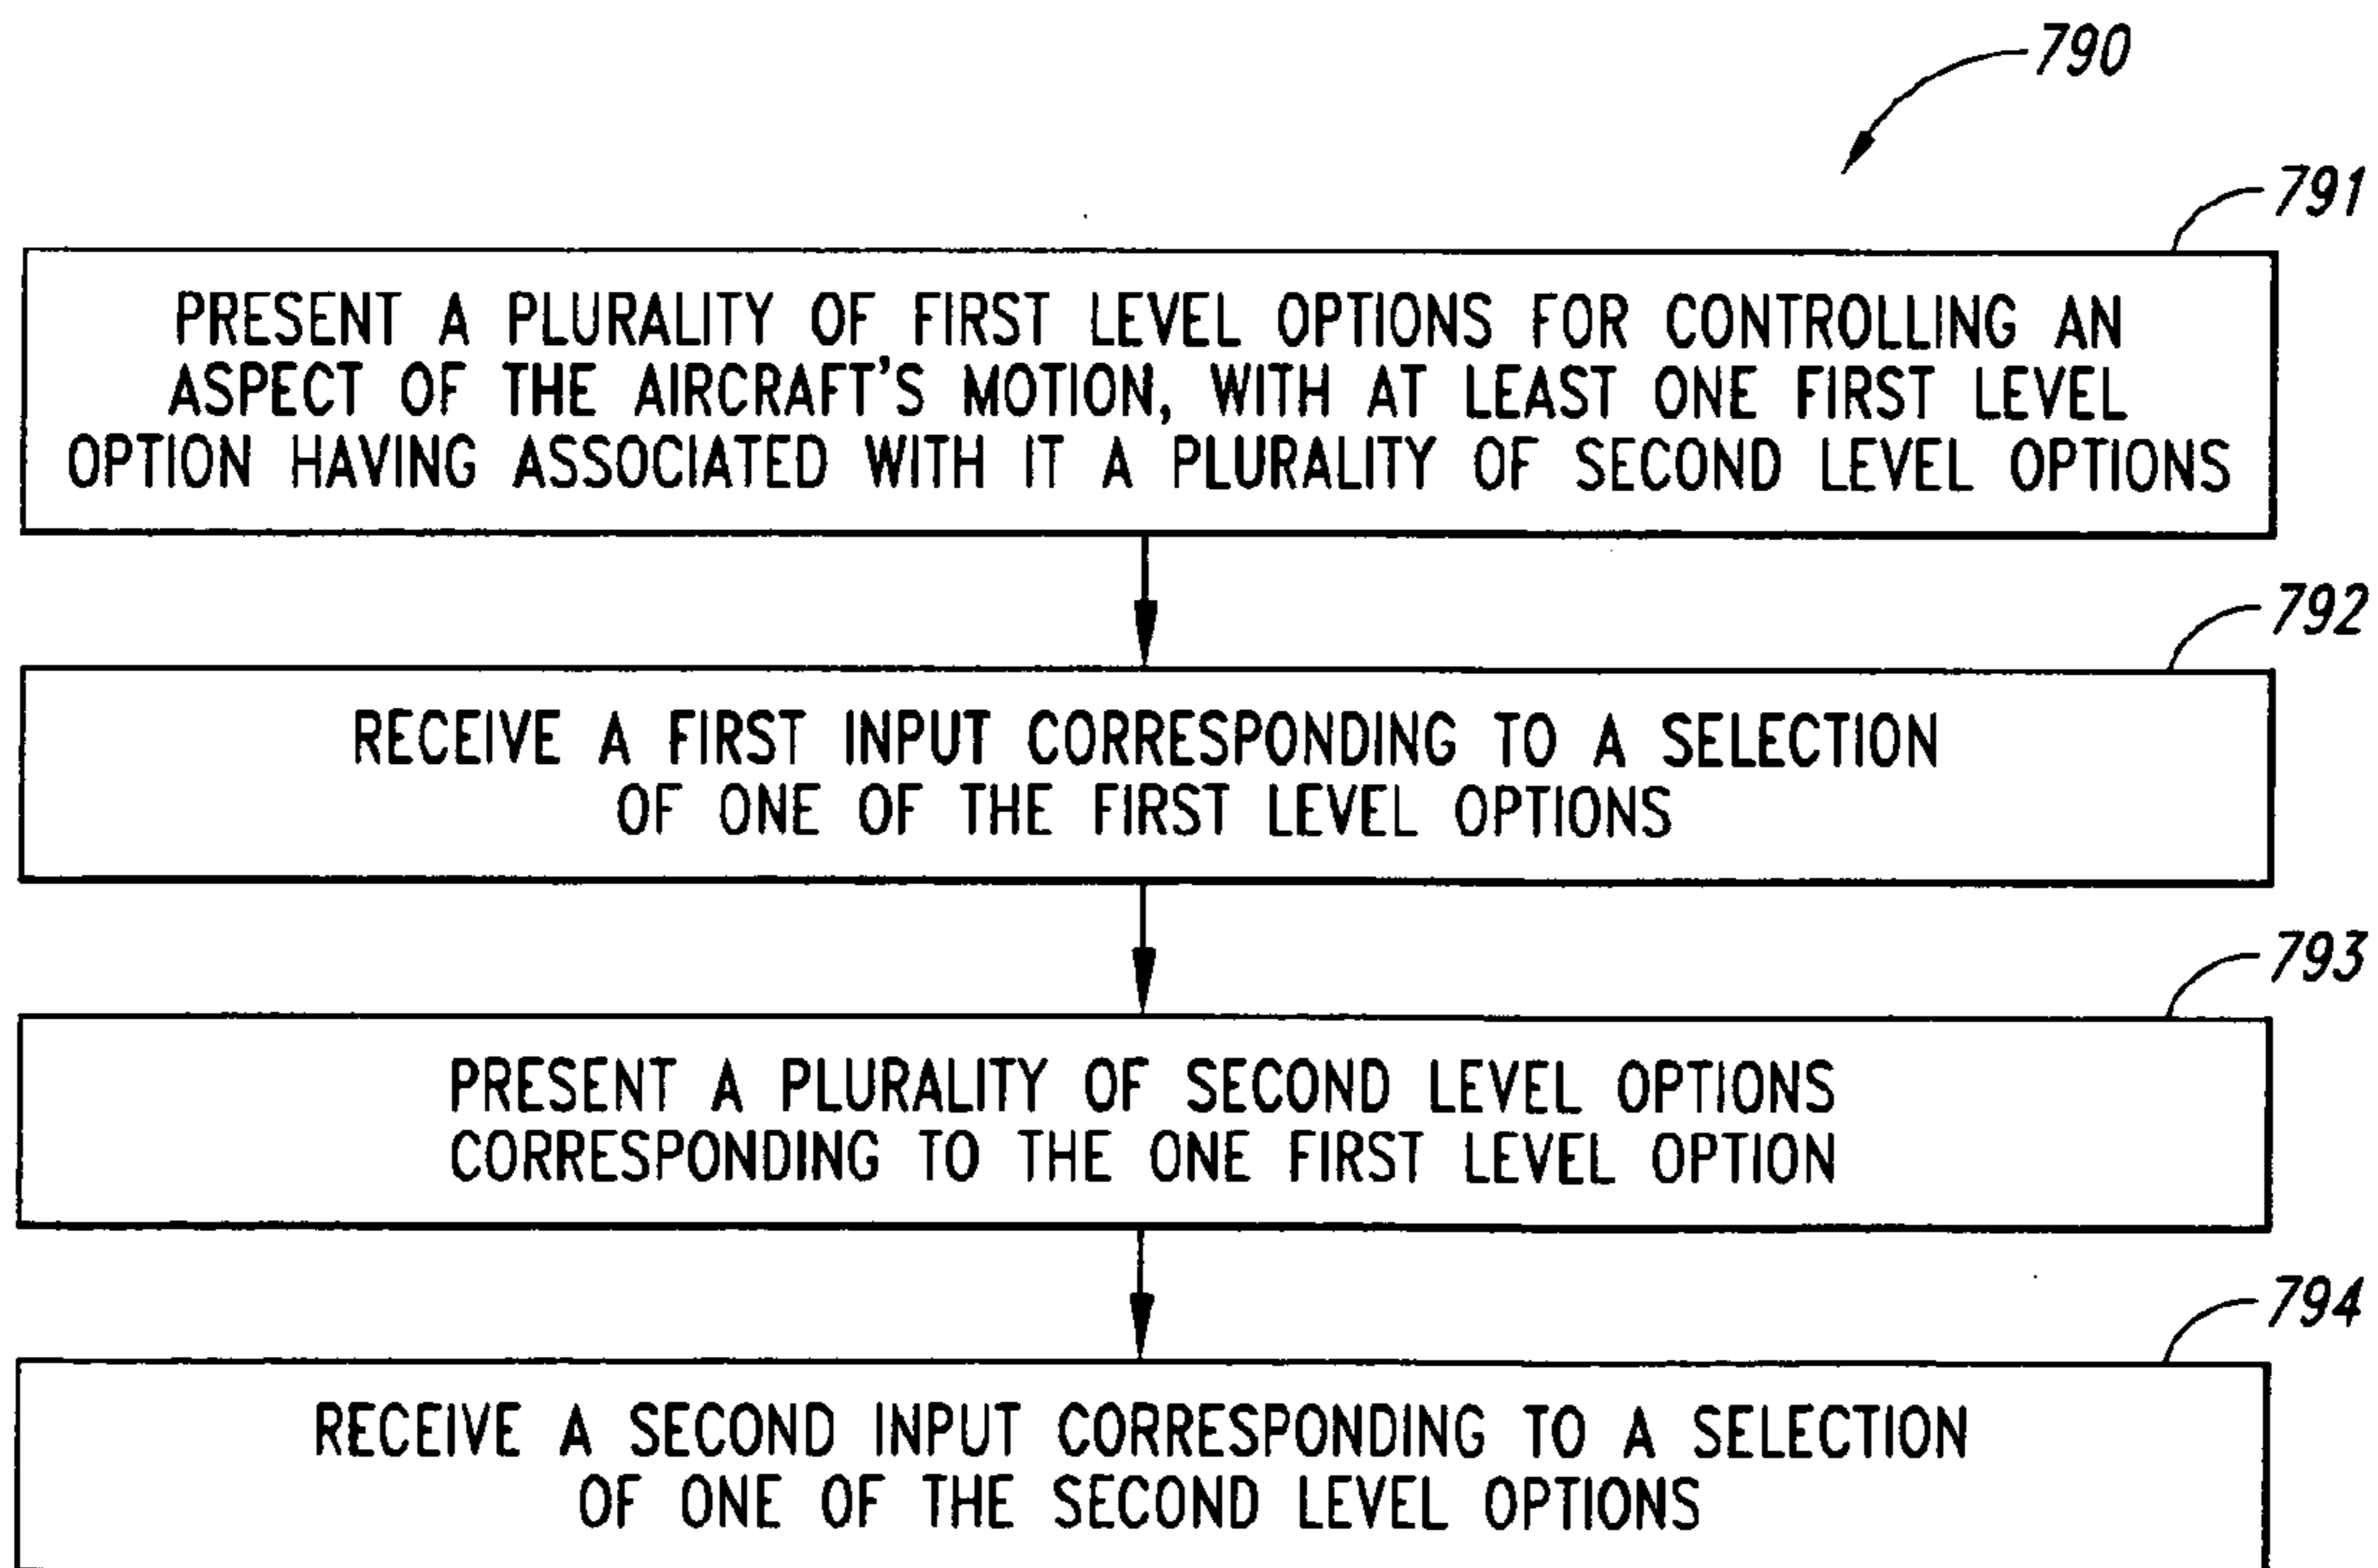 790
791
PRESENT A PLURALITY OF FIRST LEVEL OPTIONS FOR CONTROLLING AN
ASPECT OF THE AIRCRAFT'S MOTION, WITH AT LEAST ONE FIRST LEVEL
OPTION HAVING ASSOCIATED WITH IT A PLURALITY OF SECOND LEVEL OPTIONS
792
RECEIVE A FIRST INPUT CORRESPONDING TO A SELECTION
OF ONE OF THE FIRST LEVEL OPTIONS
793
PRESENT A PLURALITY OF SECOND LEVEL OPTIONS
CORRESPONDING TO THE ONE FIRST LEVEL OPTION
794
RECEIVE A SECOND INPUT CORRESPONDING TO A SELECTION
OF ONE OF THE SECOND LEVEL OPTIONS